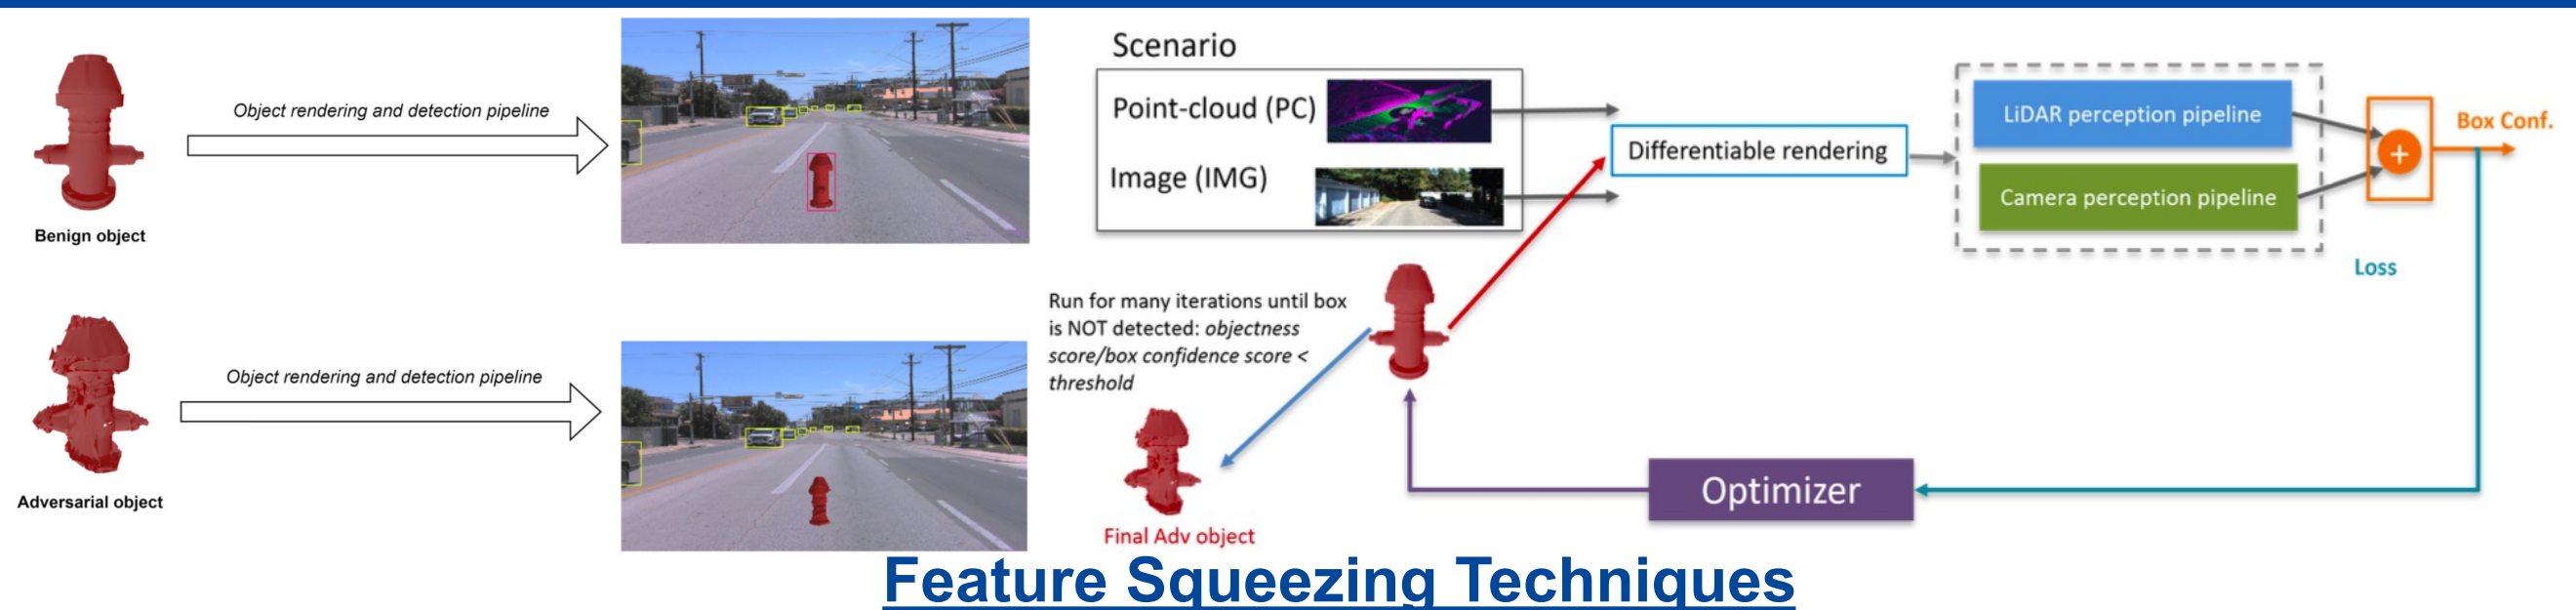 Object rendering and detection pipeline
Benign object
Object rendering and detection pipeline
Adversarial object
Scenario
Point-cloud (PC)
Image (IMG)
Differentiable rendering
LiDAR perception pipeline
Camera perception pipeline
+
Box Conf.
Loss
Run for many iterations until box
is NOT detected: objectness
score/box confidence score <
threshold
Final Adv object
Optimizer
Feature Squeezing Techniques